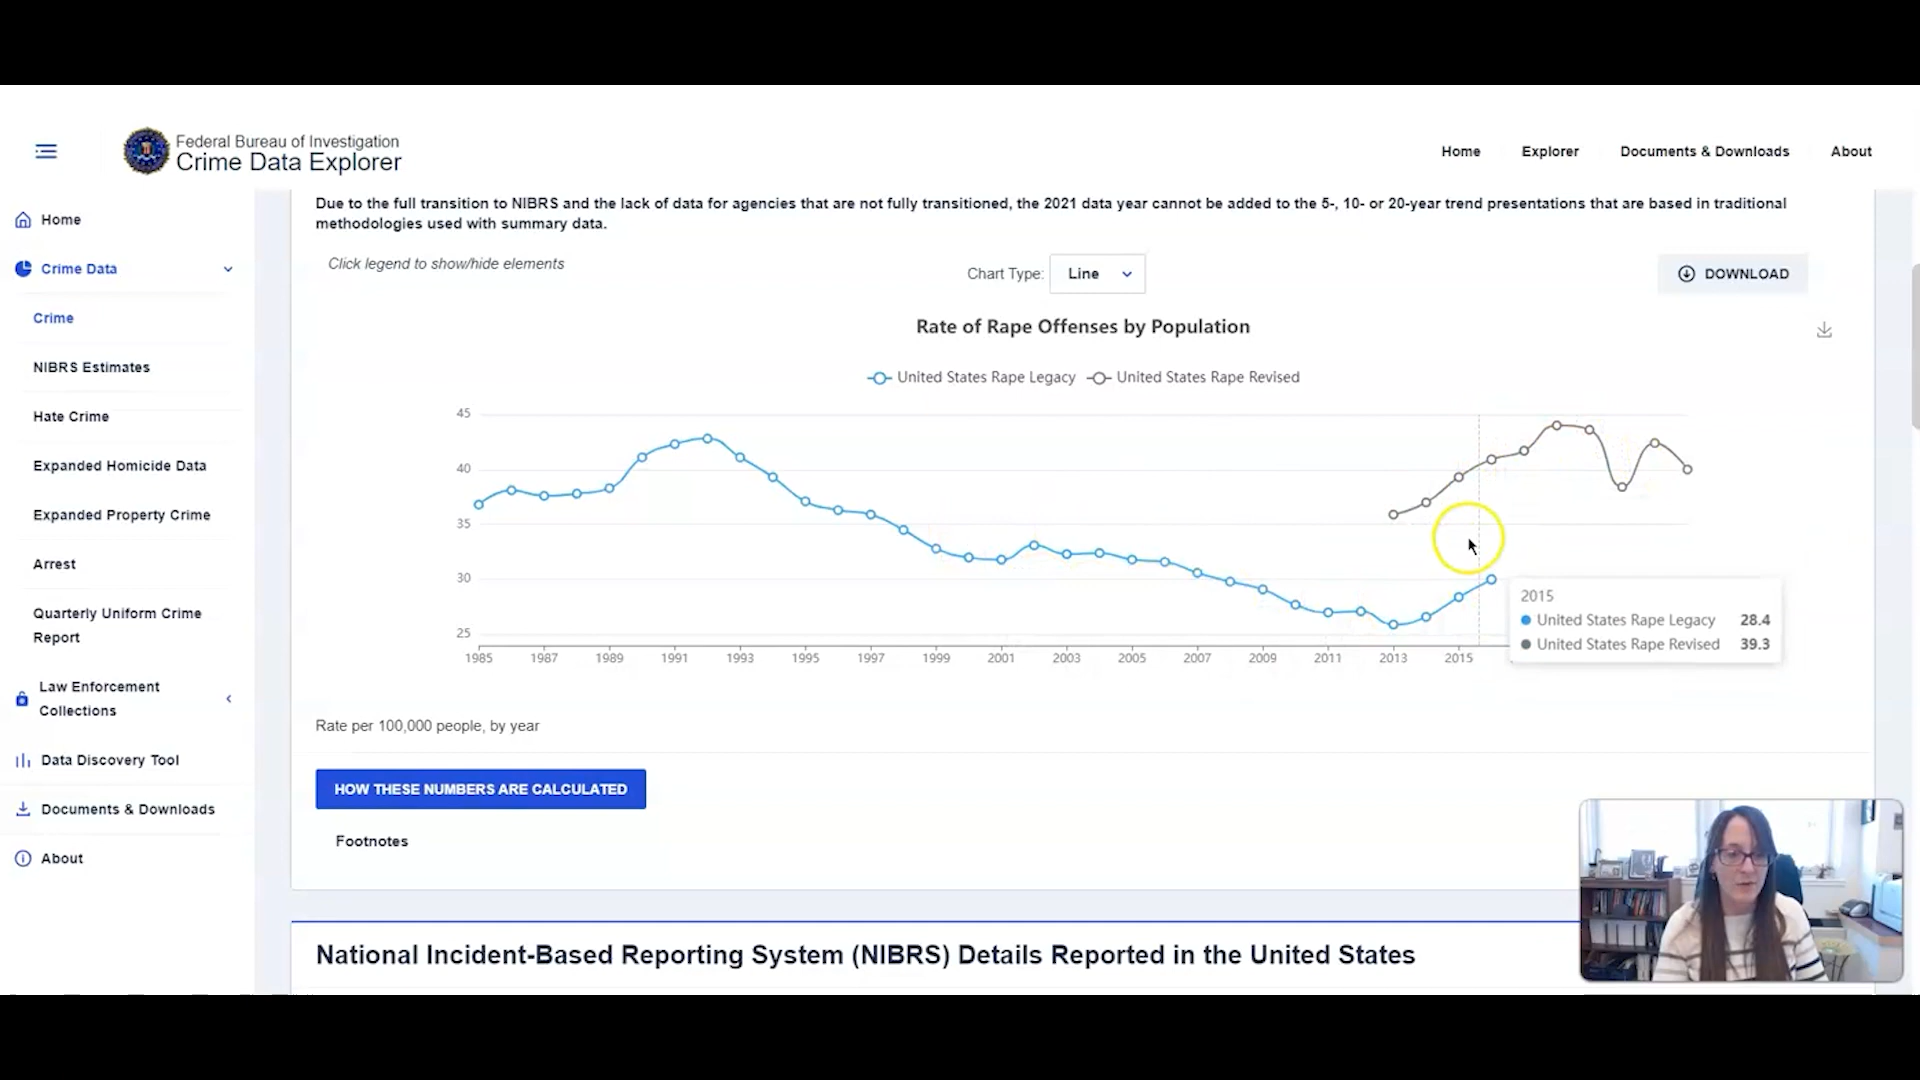 Federal Bureau of Investigation
Crime Data Explorer
Home
Explorer
Documents & Downloads
About
Home
Crime Data
Crime
NIBRS Estimates
Hate Crime
Expanded Homicide Data
Expanded Property Crime
Arrest
Quarterly Uniform Crime
Report
Law Enforcement
Collections
Data Discovery Tool
Documents & Downloads
About
Due to the full transition to NIBRS and the lack of data for agencies that are not fully transitioned, the 2021 data year cannot be added to the 5-, 10- or 20-year trend presentations that are based in traditional
methodologies used with summary data.
Click legend to show/hide elements
Chart Type:
Line
DOWNLOAD
Rate of Rape Offenses by Population
United States Rape Legacy
United States Rape Revised
45
40
35
30
25
1985 1987 1989 1991 1993 1995 1997 1999 2001 2003 2005 2007 2009 2011 2013 2015
2015
United States Rape Legacy 28.4
United States Rape Revised 39.3
Rate per 100,000 people, by year
HOW THESE NUMBERS ARE CALCULATED
Footnotes
National Incident-Based Reporting System (NIBRS) Details Reported in the United States